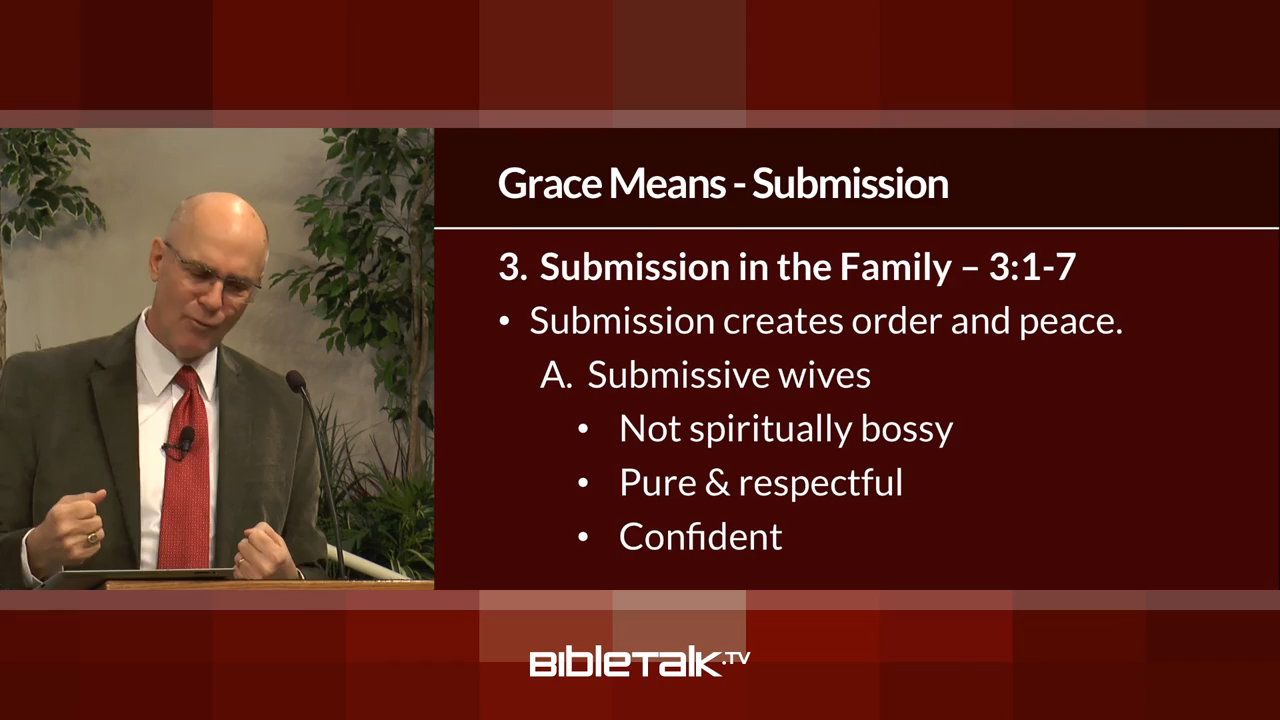 Grace Means - Submission
3. Submission in the Family – 3:1-7
• Submission creates order and peace.
A. Submissive wives
• Not spiritually bossy
• Pure & respectful
• Confident
BIBLETALK.TV